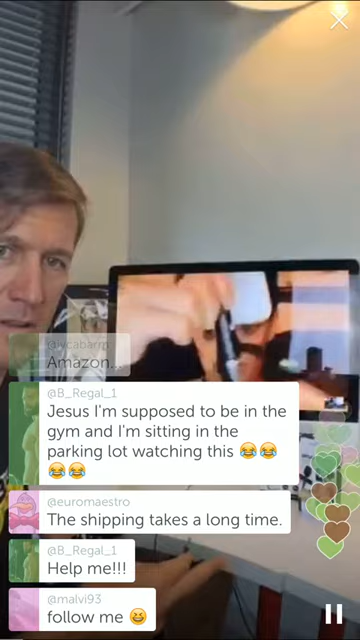 @ivcabarrp
Amazon...
@B_Regal_1
Jesus I'm supposed to be in the
gym and I'm sitting in the
parking lot watching this 😂😂
😂😂
@euromaestro
The shipping takes a long time.
@B_Regal_1
Help me!!!
@malvi93
follow me 😆